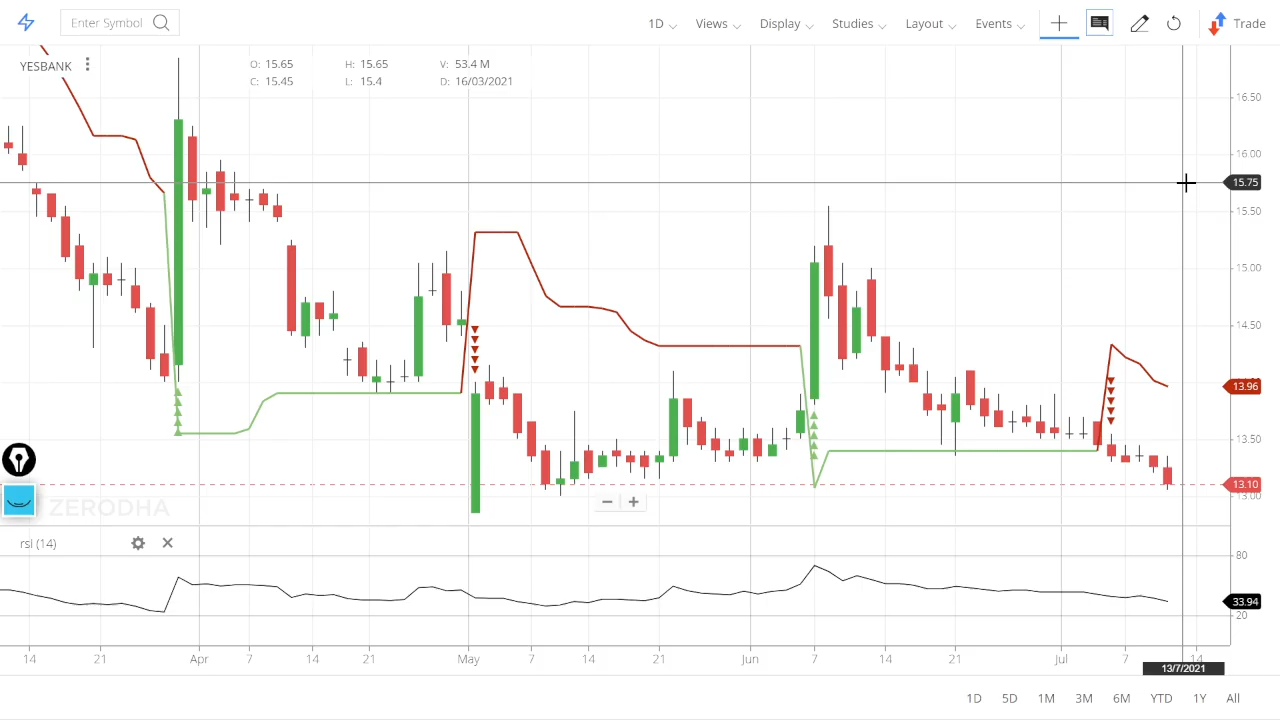 Enter Symbol 1D Views Display Studies Layout Events Trade
YESBANK O: 15.65 H: 15.65 V: 53.4 M
C: 15.45 L: 15.4 D: 16/03/2021
16.50
16.00
15.75
15.50
15.00
14.50
13.96
13.50
13.10
13.00
ZERODHA
rsi (14)
80
33.94
20
14 21 Apr 7 14 21 May 7 14 21 Jun 7 14 21 Jul 7 14
13/7/2021
1D 5D 1M 3M 6M YTD 1Y All